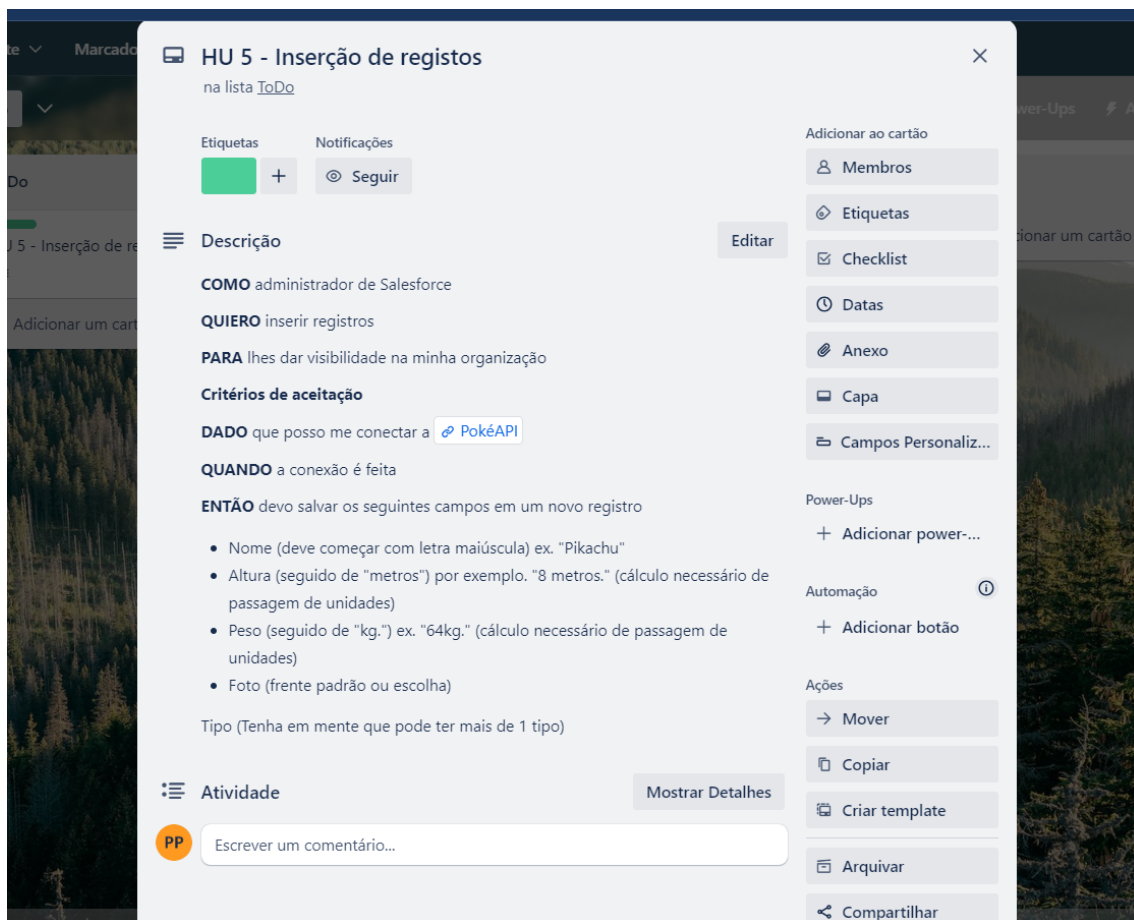 te
Marcado
HU 5 - Inserção de registos
na lista ToDo
wer-Ups
A
Do
J 5 - Inserção de re
Adicionar um cart
cionar um cartão
Etiquetas
Notificações
+
Seguir
Descrição
Editar
COMO administrador de Salesforce
QUIERO inserir registros
PARA lhes dar visibilidade na minha organização
Critérios de aceitação
DADO que posso me conectar a PokéAPI
QUANDO a conexão é feita
ENTÃO devo salvar os seguintes campos em um novo registro
• Nome (deve começar com letra maiúscula) ex. "Pikachu"
• Altura (seguido de "metros") por exemplo. "8 metros." (cálculo necessário de
passagem de unidades)
• Peso (seguido de "kg.") ex. "64kg." (cálculo necessário de passagem de
unidades)
• Foto (frente padrão ou escolha)
Tipo (Tenha em mente que pode ter mais de 1 tipo)
Atividade
Mostrar Detalhes
PP
Escrever um comentário...
Adicionar ao cartão
Membros
Etiquetas
Checklist
Datas
Anexo
Capa
Campos Personaliz...
Power-Ups
+ Adicionar power-...
Automação
+ Adicionar botão
Ações
Mover
Copiar
Criar template
Arquivar
Compartilhar